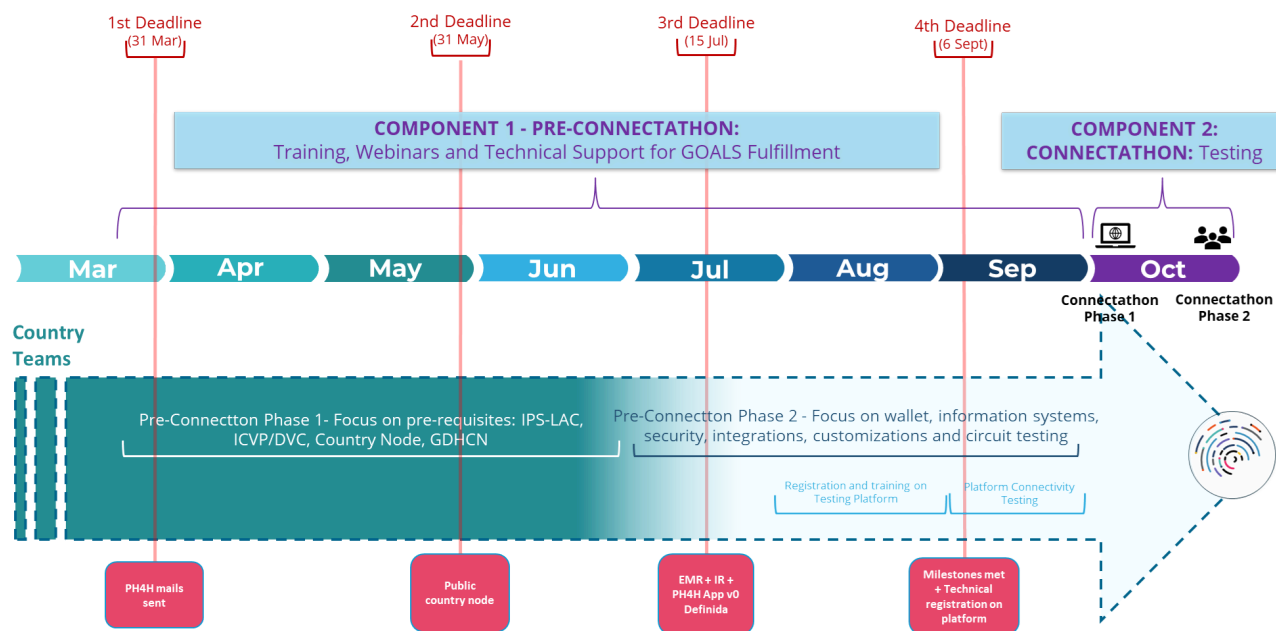 1st Deadline
(31 Mar)
2nd Deadline
(31 May)
3rd Deadline
(15 Jul)
4th Deadline
(6 Sept)
COMPONENT 1 - PRE-CONNECTATHON:
Training, Webinars and Technical Support for GOALS Fulfillment
COMPONENT 2:
CONNECTATHON: Testing
Mar
Apr
May
Jun
Jul
Aug
Sep
Oct
Connectathon
Phase 1
Connectathon
Phase 2
Country
Teams
Pre-Connectton Phase 1- Focus on pre-requisites: IPS-LAC,
ICVP/DVC, Country Node, GDHCN
Pre-Connectton Phase 2 - Focus on wallet, information systems,
security, integrations, customizations and circuit testing
Registration and training on
Testing Platform
Platform Connectivity
Testing
PH4H mails
sent
Public
country node
EMR + IR +
PH4H App v0
Definida
Milestones met
+ Technical
registration on
platform